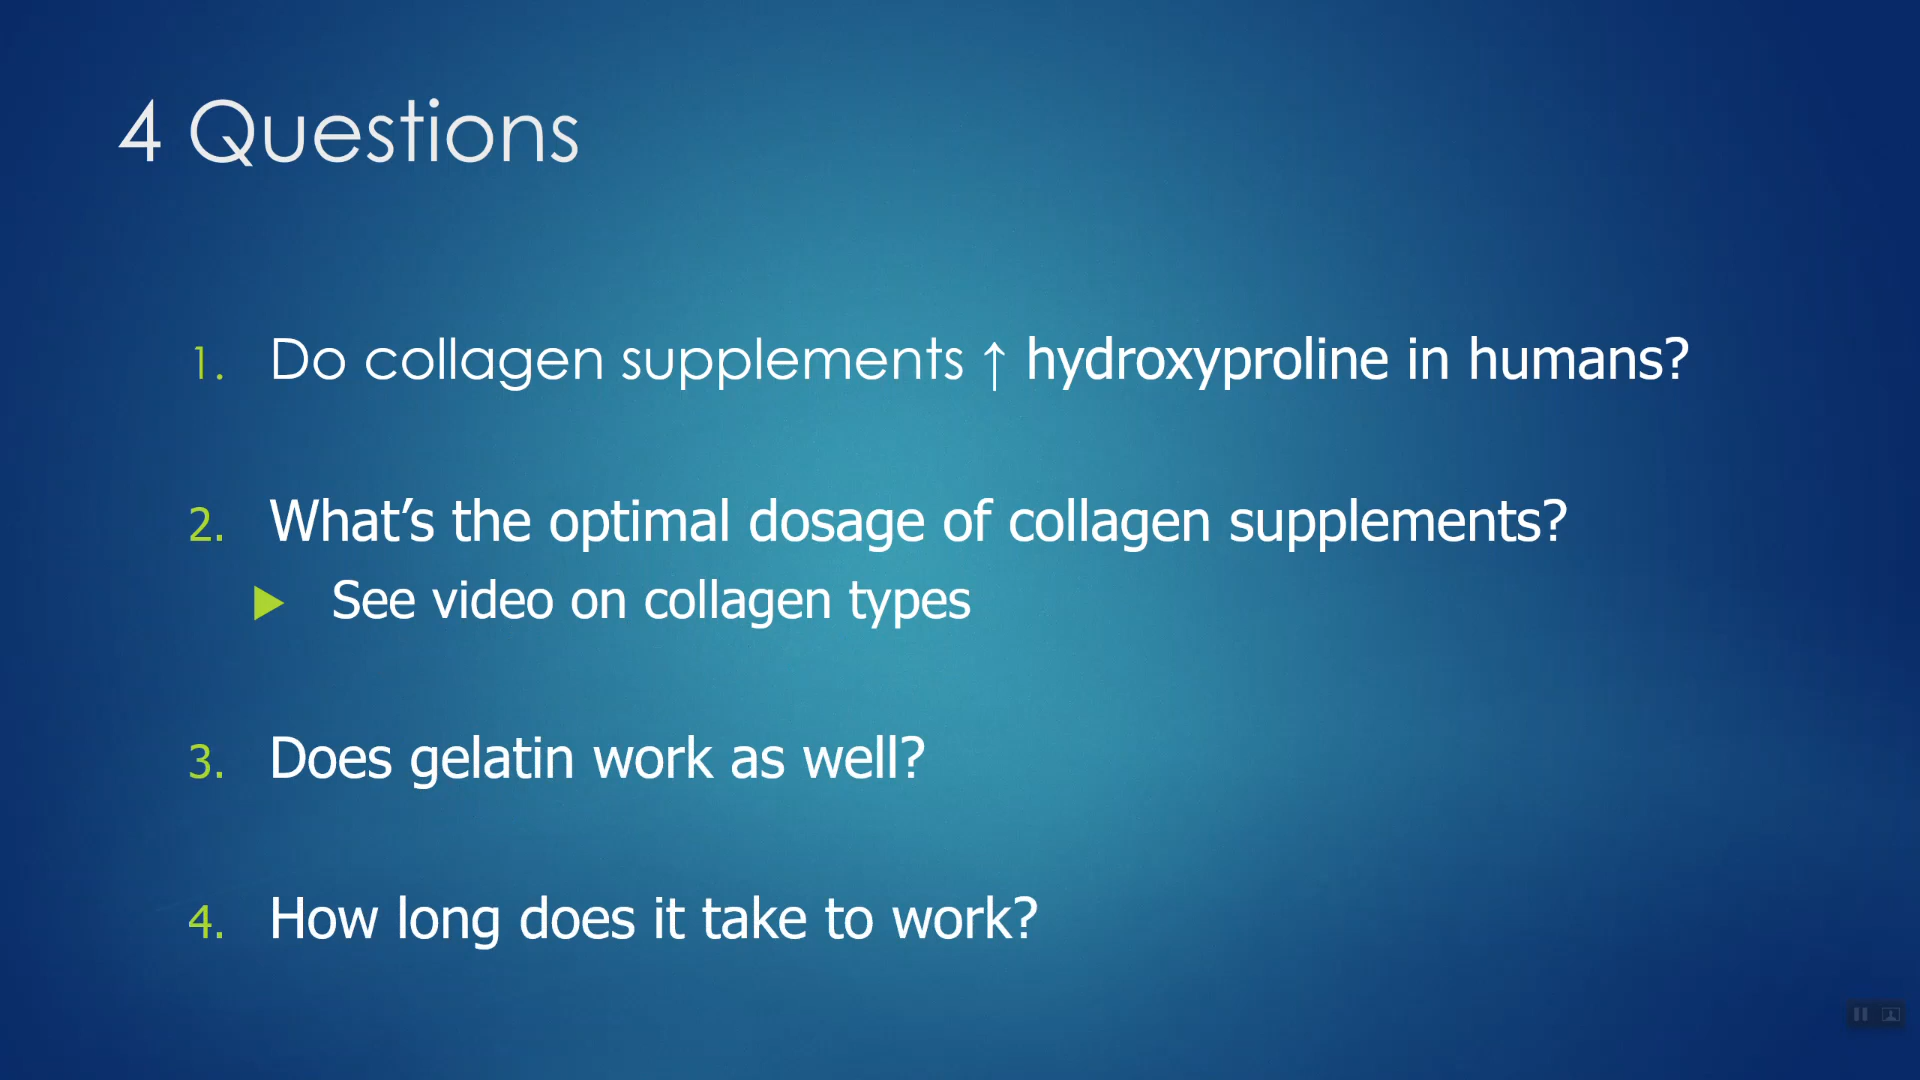 4 Questions
1. Do collagen supplements ↑ hydroxyproline in humans?
2. What’s the optimal dosage of collagen supplements?
▶ See video on collagen types
3. Does gelatin work as well?
4. How long does it take to work?